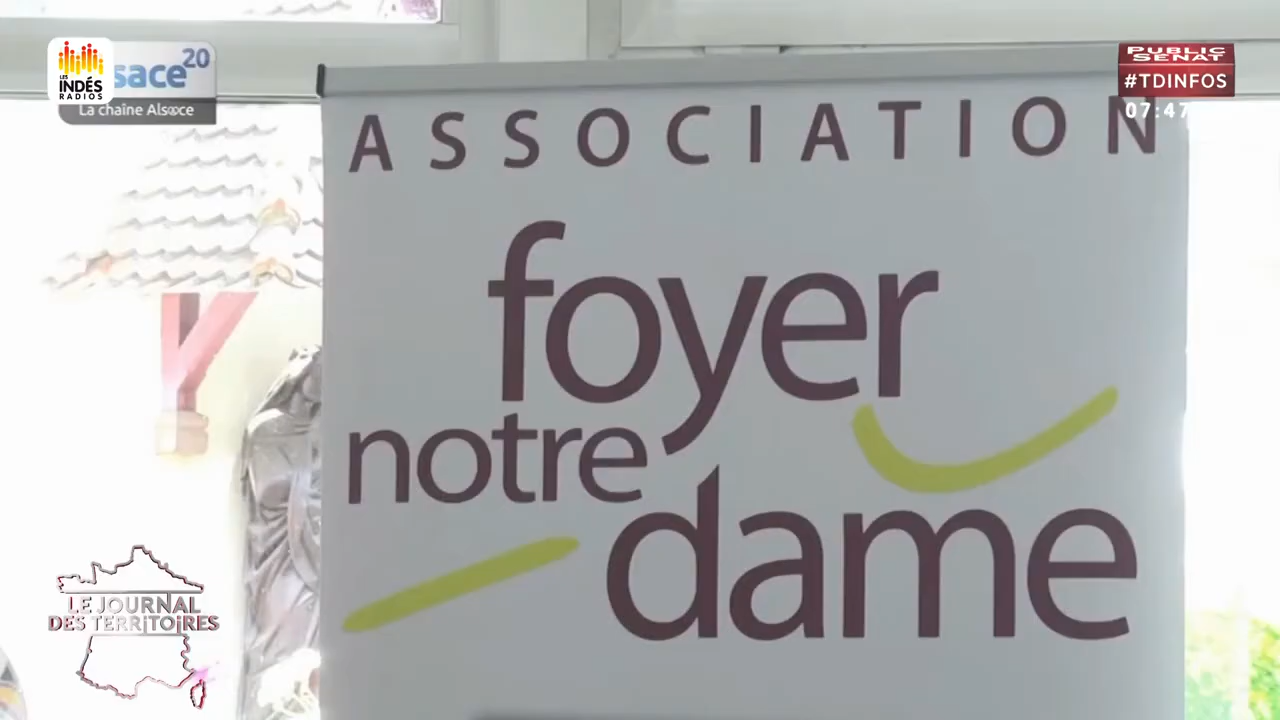 LES
INDÉS
RADIOS
sace20
La chaîne Alsace
PUBLIC
SENAT
#TDINFOS
07:47
ASSOCIATION
foyer
notre
dame
LE JOURNAL
DES TERRITOIRES